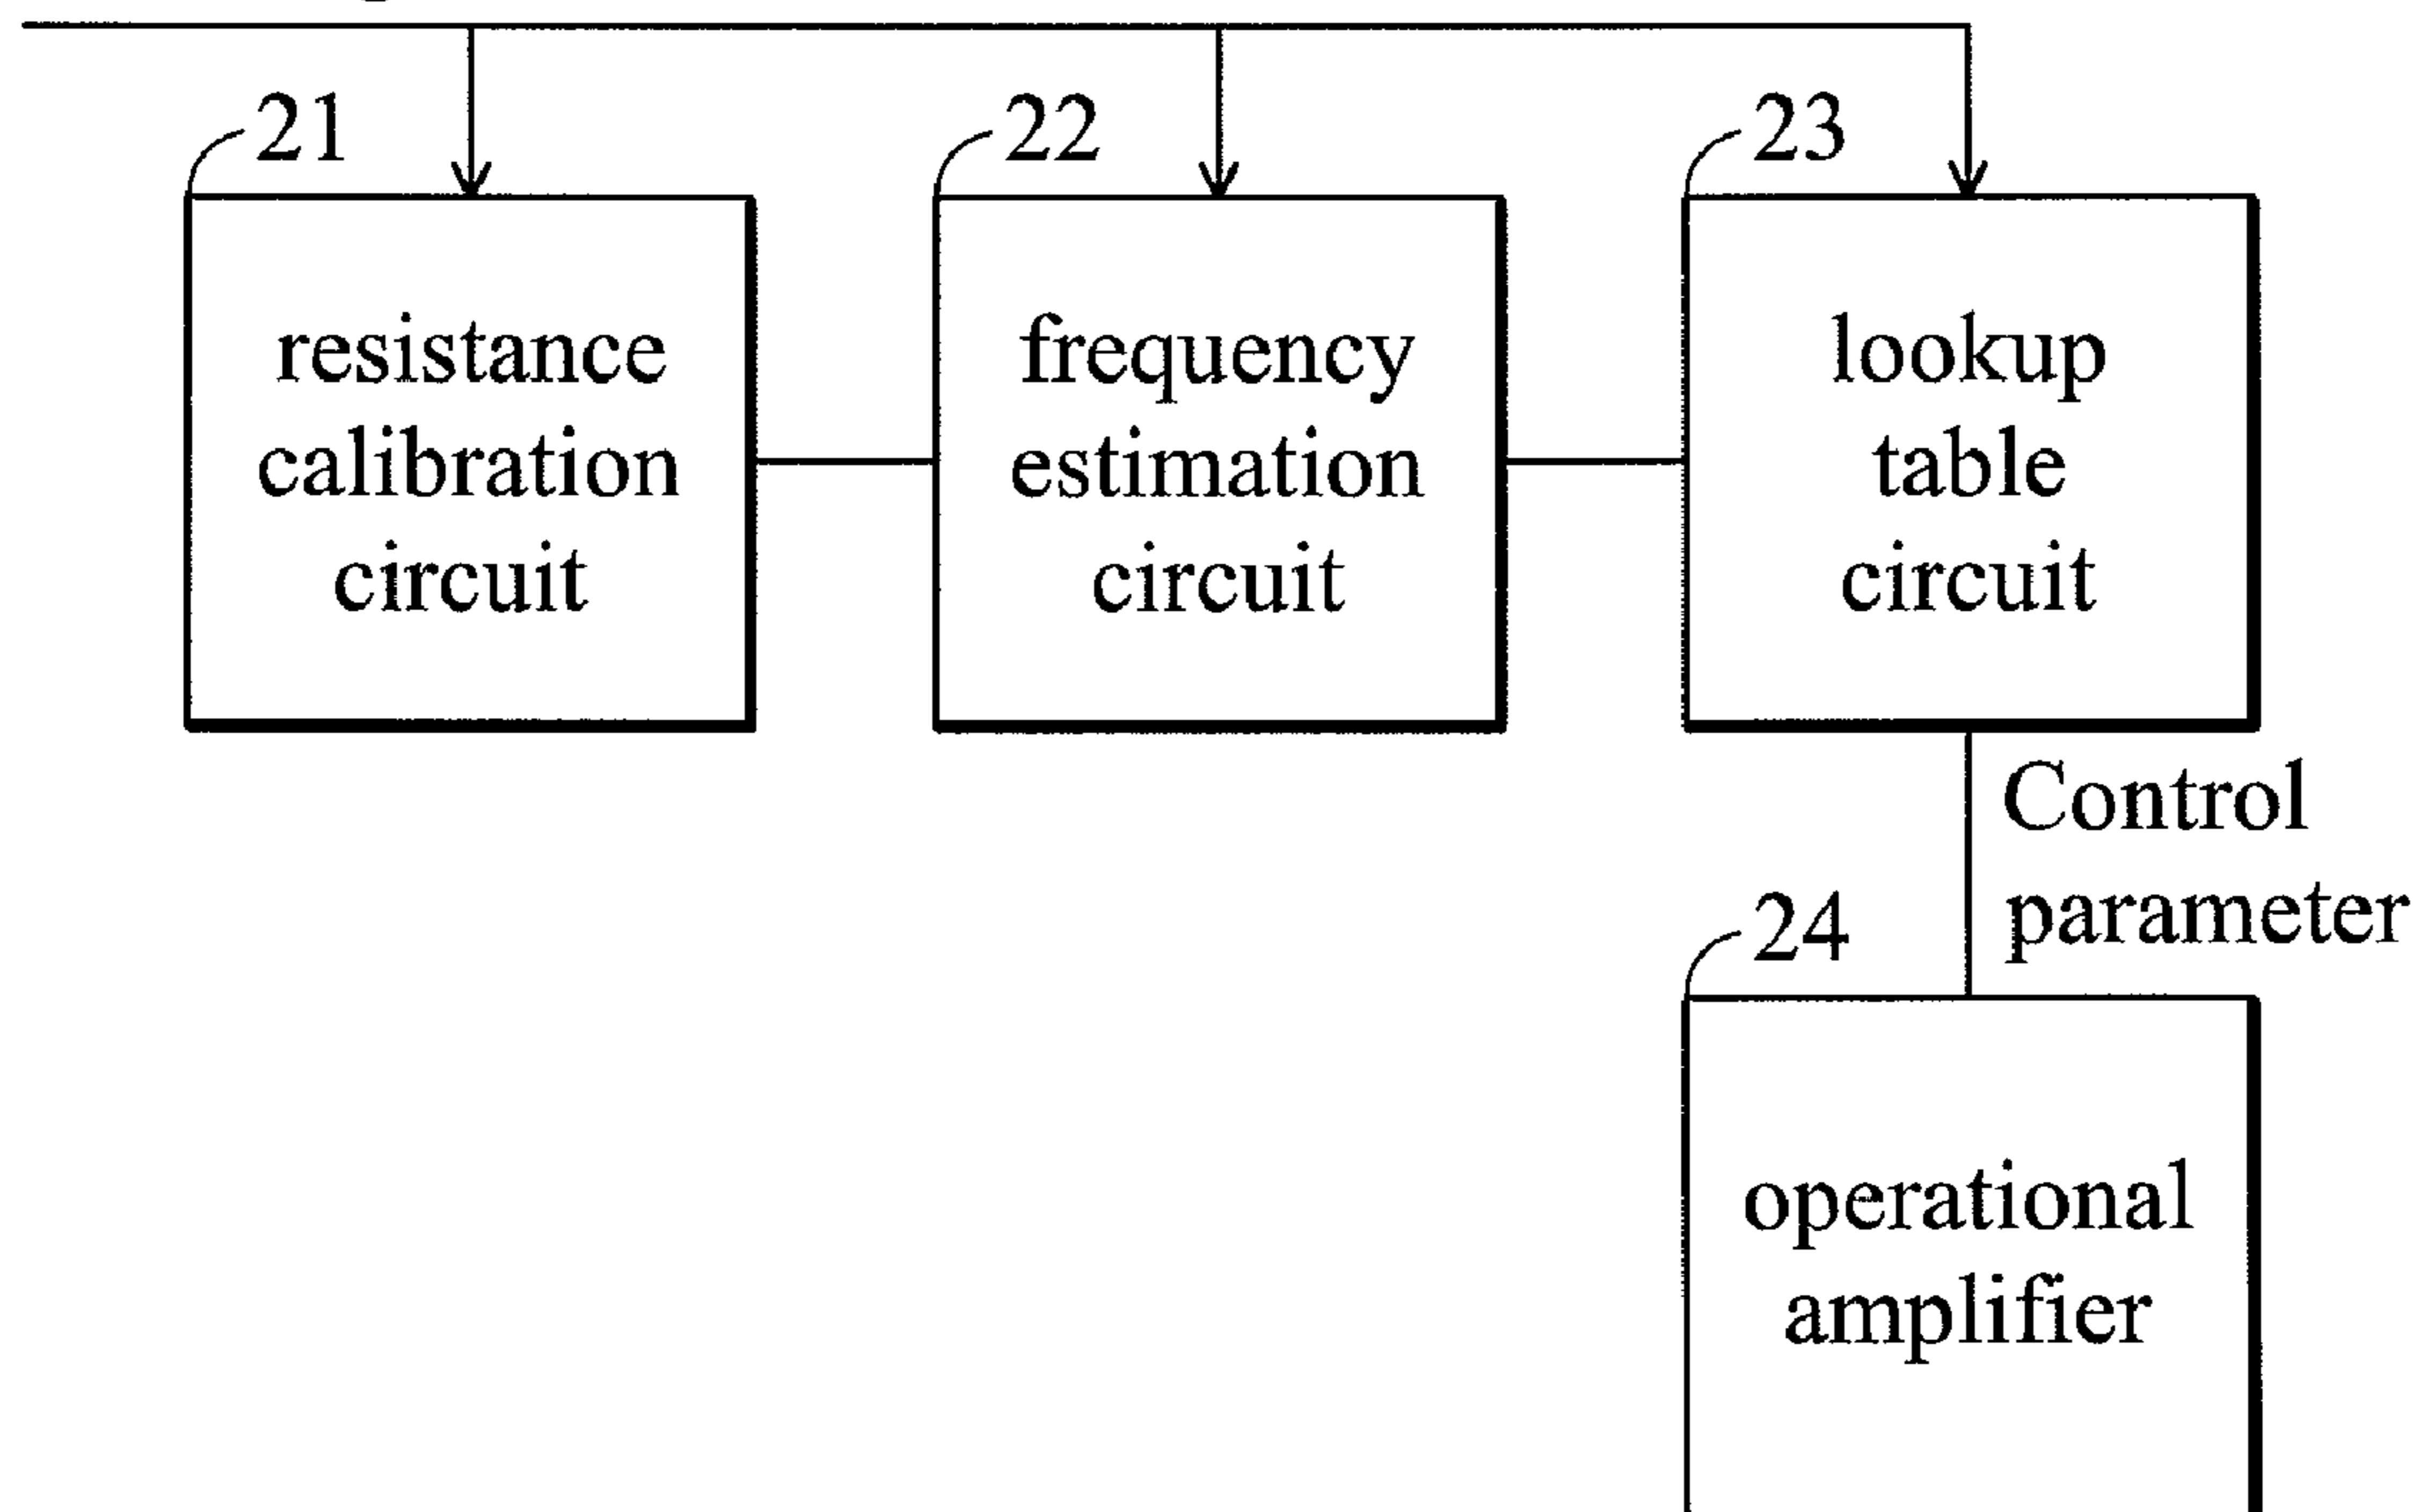 21
22
23
resistance
calibration
circuit
frequency
estimation
circuit
lookup
table
circuit
Control
parameter
24
operational
amplifier